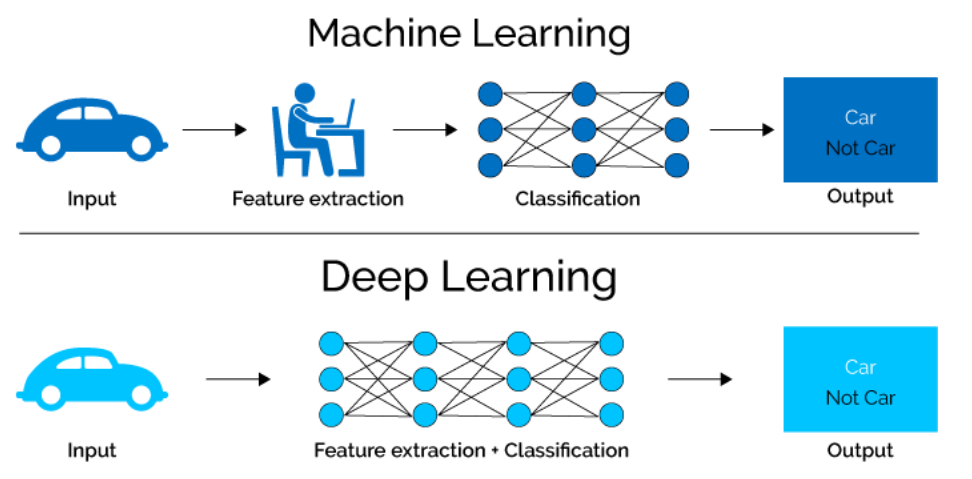 Machine Learning
Car
Not Car
Input
Feature extraction
Classification
Output
Deep Learning
Car
Not Car
Input
Feature extraction + Classification
Output